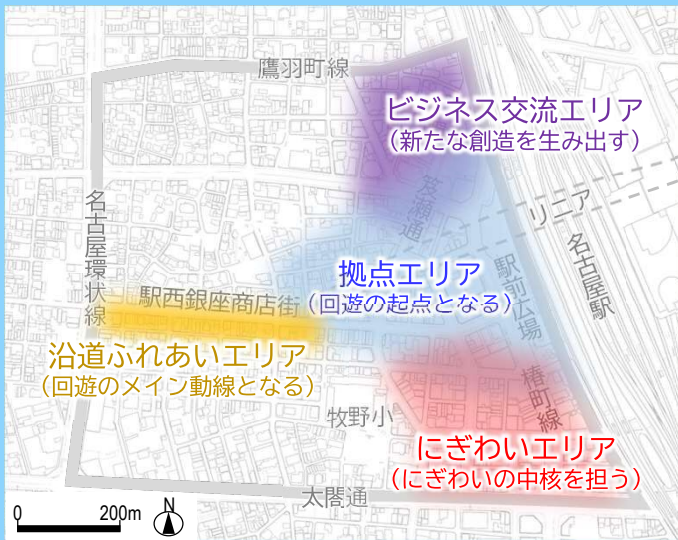 鷹羽町線
ビジネス交流エリア
(新たな創造を生み出す)
笈瀬通
リニア
名古屋環状線
名古屋駅
拠点エリア
(回遊の起点となる)
駅前広場
駅西銀座商店街
沿道ふれあいエリア
(回遊のメイン動線となる)
椿町線
牧野小
にぎわいエリア
(にぎわいの中核を担う)
太閤通
0 200m N